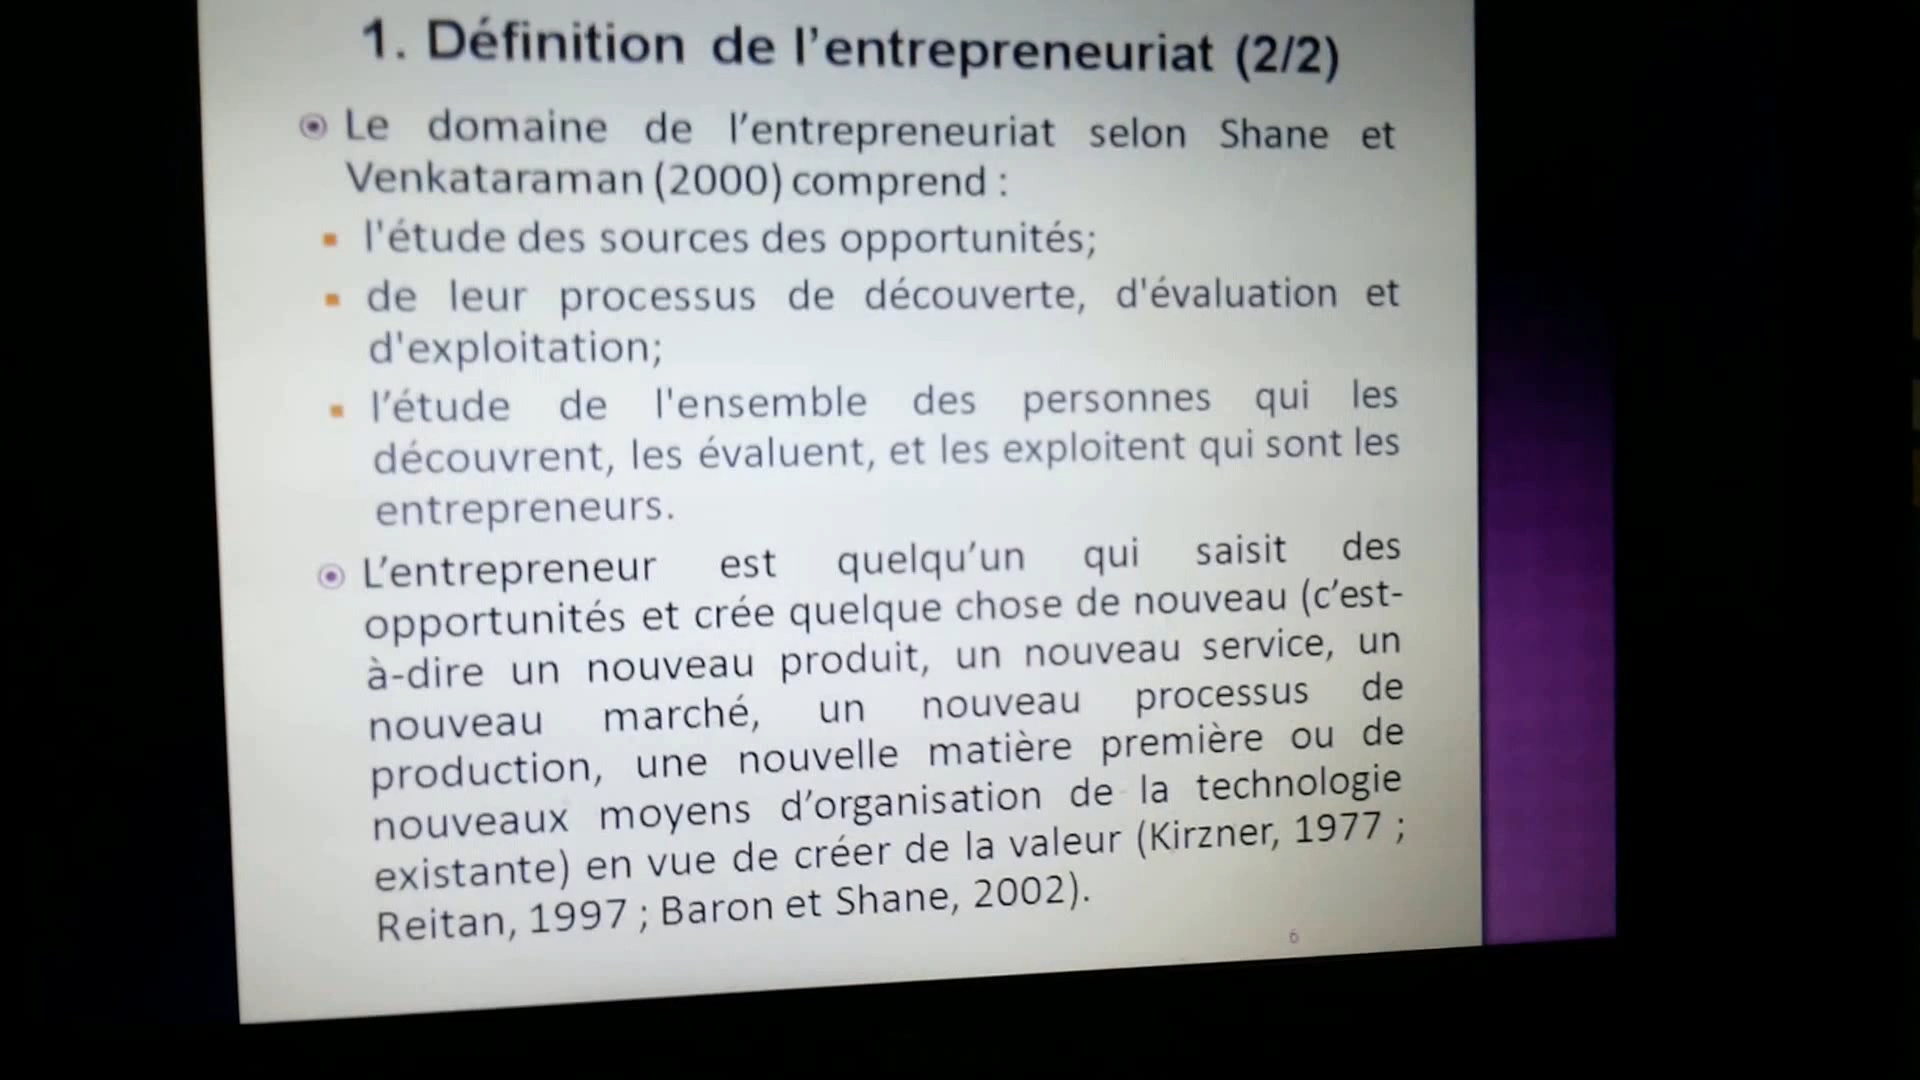 1. Définition de l’entrepreneuriat (2/2)
Le domaine de l’entrepreneuriat selon Shane et
Venkataraman (2000) comprend :
l'étude des sources des opportunités;
de leur processus de découverte, d'évaluation et
d'exploitation;
l’étude de l'ensemble des personnes qui les
découvrent, les évaluent, et les exploitent qui sont les
entrepreneurs.
L’entrepreneur est quelqu’un qui saisit des
opportunités et crée quelque chose de nouveau (c’est-
à-dire un nouveau produit, un nouveau service, un
nouveau marché, un nouveau processus de
production, une nouvelle matière première ou de
nouveaux moyens d’organisation de la technologie
existante) en vue de créer de la valeur (Kirzner, 1977 ;
Reitan, 1997 ; Baron et Shane, 2002).
6